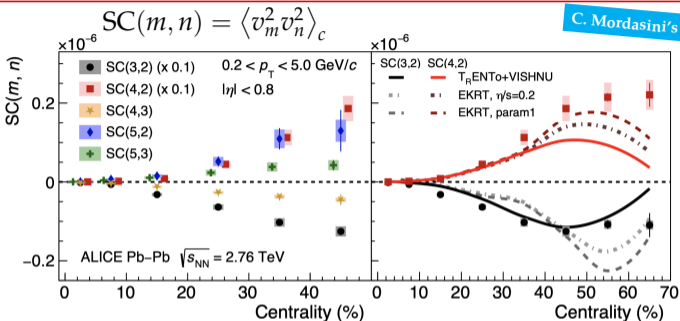 SC(m, n) = ⟨v_m^2 v_n^2⟩_c
C. Mordasini's
×10^-6
×10^-6
SC(m, n)
0.2
0
−0.2
SC(3,2) (x 0.1)
SC(4,2) (x 0.1)
SC(4,3)
SC(5,2)
SC(5,3)
0.2 < p_T < 5.0 GeV/c
|η| < 0.8
ALICE Pb–Pb √s_NN = 2.76 TeV
0 10 20 30 40
Centrality (%)
SC(3,2) SC(4,2)
T_RENTo+VISHNU
EKRT, η/s=0.2
EKRT, param1
0 10 20 30 40 50 60 70
Centrality (%)